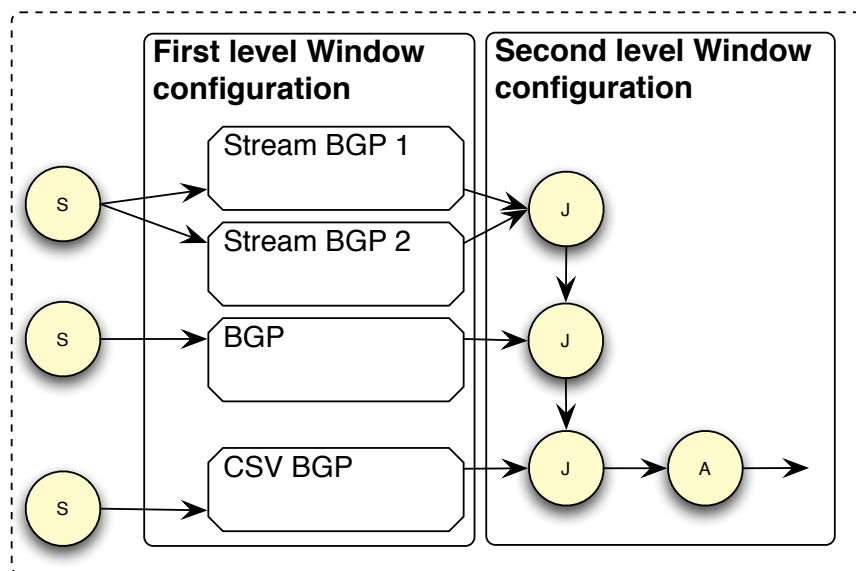 First level Window
configuration
Second level Window
configuration
Stream BGP 1
S
J
Stream BGP 2
S
BGP
J
CSV BGP
J
A
S